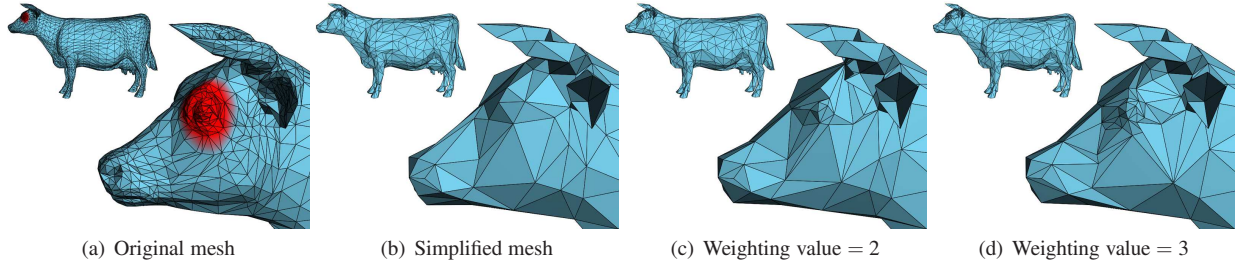 (a) Original mesh
(b) Simplified mesh
(c) Weighting value = 2
(d) Weighting value = 3